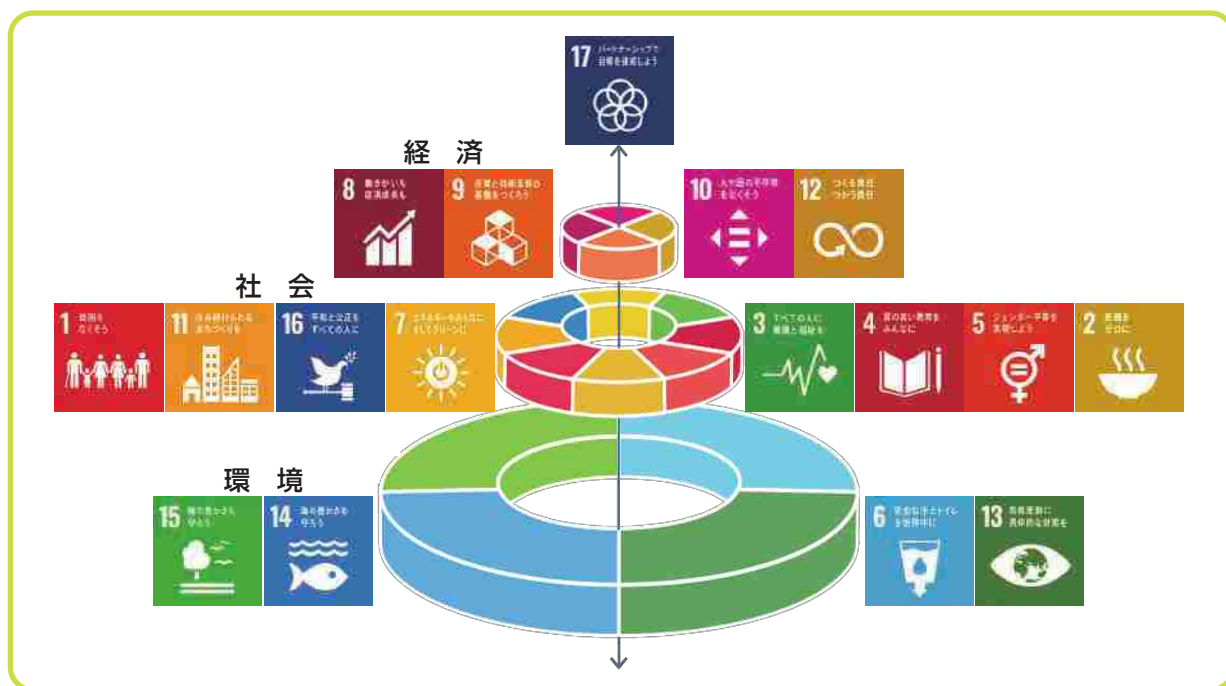 17 パートナーシップで
目標を達成しよう
経 済
8 働きがいも
経済成長も
9 産業と技術革新の
基盤をつくろう
10 人や国の不平等
をなくそう
12 つくる責任
つかう責任
社 会
1 貧困を
なくそう
11 住み続けられる
まちづくりを
16 平和と公正を
すべての人に
7 エネルギーをみんなに
そしてクリーンに
3 すべての人に
健康と福祉を
4 質の高い教育を
みんなに
5 ジェンダー平等を
実現しよう
2 飢餓を
ゼロに
環 境
15 陸の豊かさも
守ろう
14 海の豊かさを
守ろう
6 安全な水とトイレ
を世界中に
13 気候変動に
具体的な対策を